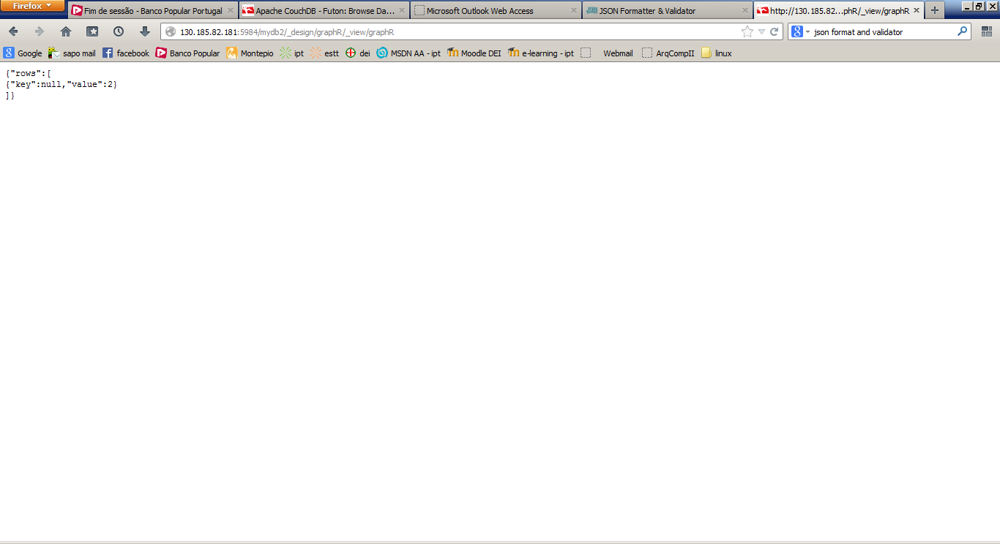 Firefox
Fim de sessão - Banco Popular Portugal
Apache CouchDB - Futon: Browse Da...
Microsoft Outlook Web Access
JSON Formatter & Validator
http://130.185.82...phR/_view/graphR
130.185.82.181:5984/mydb2/_design/graphR/_view/graphR
json format and validator
Google sapo mail facebook Banco Popular Montepio ipt estt dei MSDN AA - ipt Moodle DEI e-learning - ipt Webmail ArqCompII linux
{"rows":[
{"key":null,"value":2}
]}